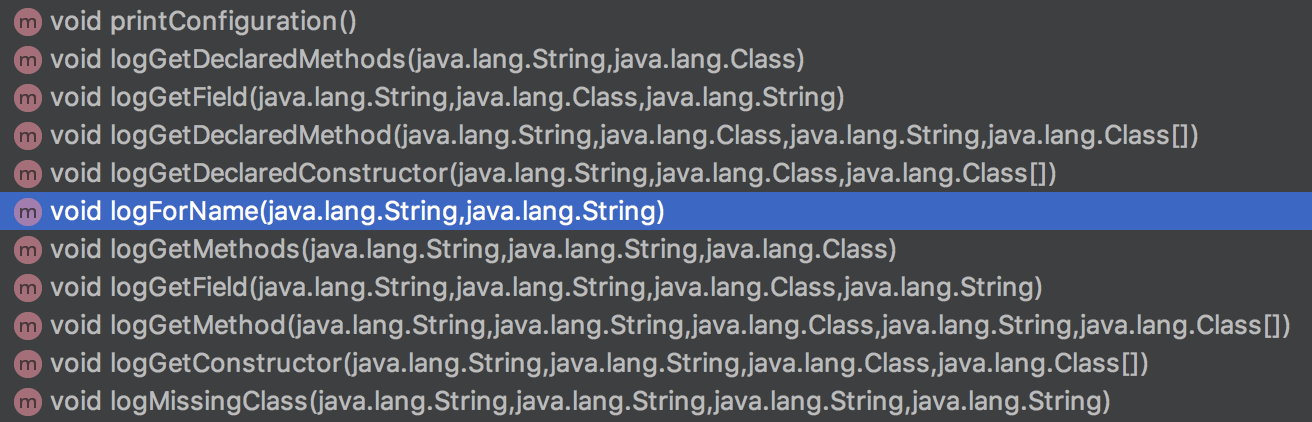 m void printConfiguration()
m void logGetDeclaredMethods(java.lang.String,java.lang.Class)
m void logGetField(java.lang.String,java.lang.Class,java.lang.String)
m void logGetDeclaredMethod(java.lang.String,java.lang.Class,java.lang.String,java.lang.Class[])
m void logGetDeclaredConstructor(java.lang.String,java.lang.Class,java.lang.Class[])
m void logForName(java.lang.String,java.lang.String)
m void logGetMethods(java.lang.String,java.lang.String,java.lang.Class)
m void logGetField(java.lang.String,java.lang.String,java.lang.Class,java.lang.String)
m void logGetMethod(java.lang.String,java.lang.String,java.lang.Class,java.lang.String,java.lang.Class[])
m void logGetConstructor(java.lang.String,java.lang.String,java.lang.Class,java.lang.Class[])
m void logMissingClass(java.lang.String,java.lang.String,java.lang.String,java.lang.String)